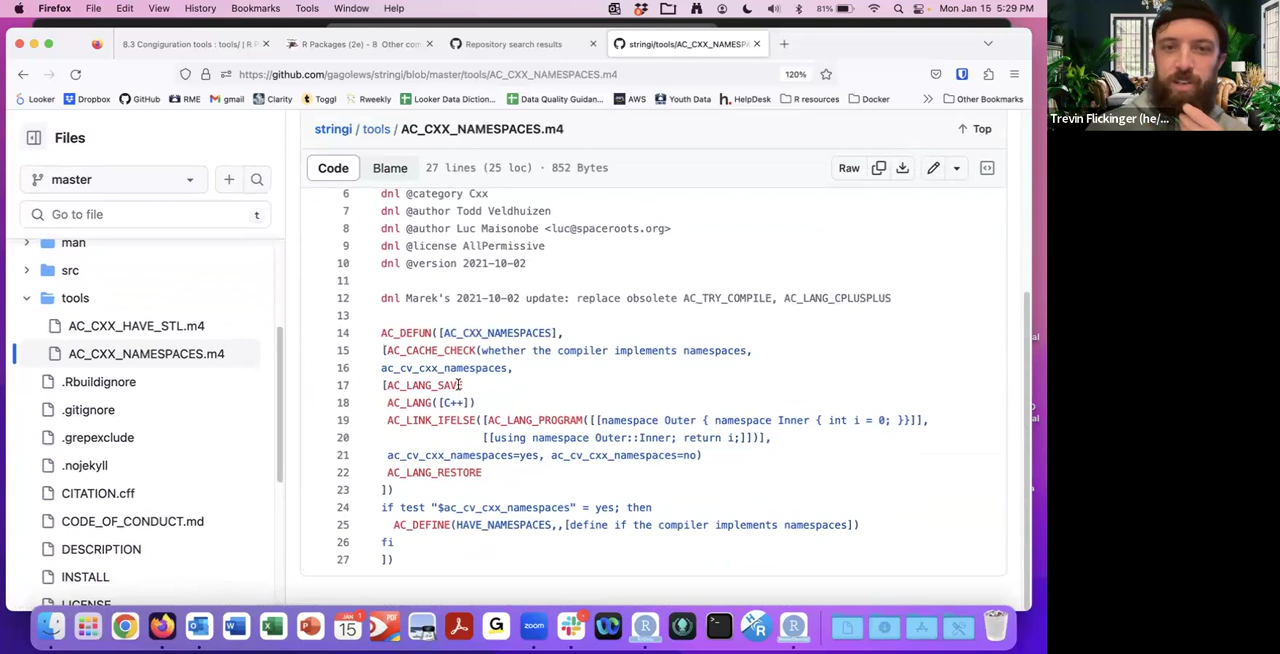 Firefox File Edit View History Bookmarks Tools Window Help
81% Mon Jan 15 5:29 PM
8.3 Congiguration tools : tools/ | R P
R Packages (2e) - 8 Other com
Repository search results
stringi/tools/AC_CXX_NAMESPA
https://github.com/gagolews/stringi/blob/master/tools/AC_CXX_NAMESPACES.m4
120%
Looker Dropbox GitHub RME gmail Clarity Toggl Rweekly Looker Data Diction... Data Quality Guidan... AWS Youth Data HelpDesk R resources Docker Other Bookmarks
Trevin Flickinger (he/...
Files
master
Go to file
t
man
src
tools
AC_CXX_HAVE_STL.m4
AC_CXX_NAMESPACES.m4
.Rbuildignore
.gitignore
.grepexclude
.nojekyll
CITATION.cff
CODE_OF_CONDUCT.md
DESCRIPTION
INSTALL
LICENSE
stringi / tools / AC_CXX_NAMESPACES.m4
Top
Code Blame 27 lines (25 loc) · 852 Bytes
Raw
6 dnl @category Cxx
7 dnl @author Todd Veldhuizen
8 dnl @author Luc Maisonobe <luc@spaceroots.org>
9 dnl @license AllPermissive
10 dnl @version 2021-10-02
11
12 dnl Marek's 2021-10-02 update: replace obsolete AC_TRY_COMPILE, AC_LANG_CPLUSPLUS
13
14 AC_DEFUN([AC_CXX_NAMESPACES],
15 [AC_CACHE_CHECK(whether the compiler implements namespaces,
16 ac_cv_cxx_namespaces,
17 [AC_LANG_SAVE
18 AC_LANG([C++])
19 AC_LINK_IFELSE([AC_LANG_PROGRAM([[namespace Outer { namespace Inner { int i = 0; }}]],
20 [[using namespace Outer::Inner; return i;]])],
21 ac_cv_cxx_namespaces=yes, ac_cv_cxx_namespaces=no)
22 AC_LANG_RESTORE
23 ])
24 if test "$ac_cv_cxx_namespaces" = yes; then
25 AC_DEFINE(HAVE_NAMESPACES,,[define if the compiler implements namespaces])
26 fi
27 ])
JAN
15
zoom